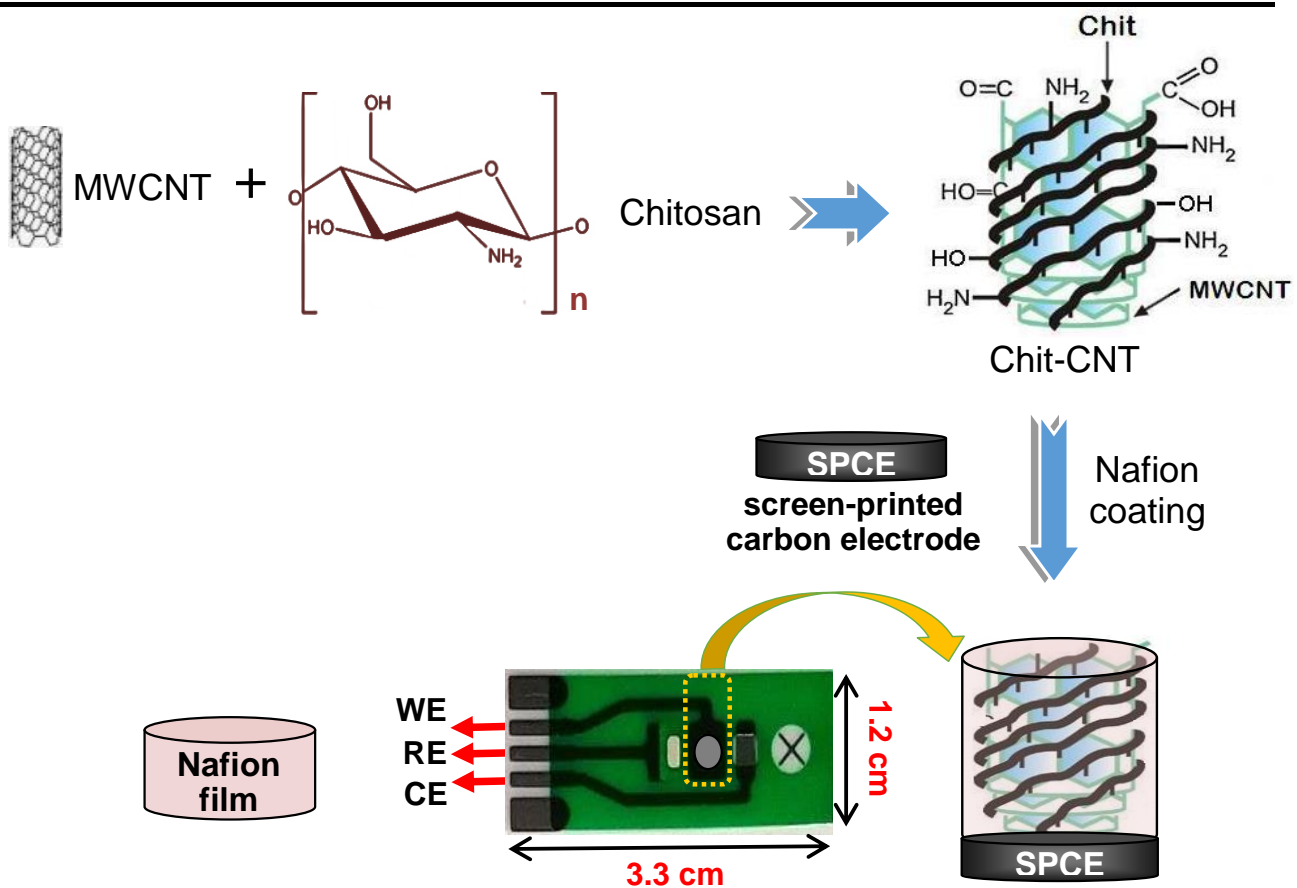 Chit
O=C
NH2
C
O
OH
MWCNT
+
OH
O
O
HO
NH2
O
n
Chitosan
NH2
HO=C
OH
HO
NH2
H2N
MWCNT
Chit-CNT
SPCE
screen-printed
carbon electrode
Nafion
coating
WE
RE
CE
Nafion
film
X
1.2 cm
3.3 cm
SPCE